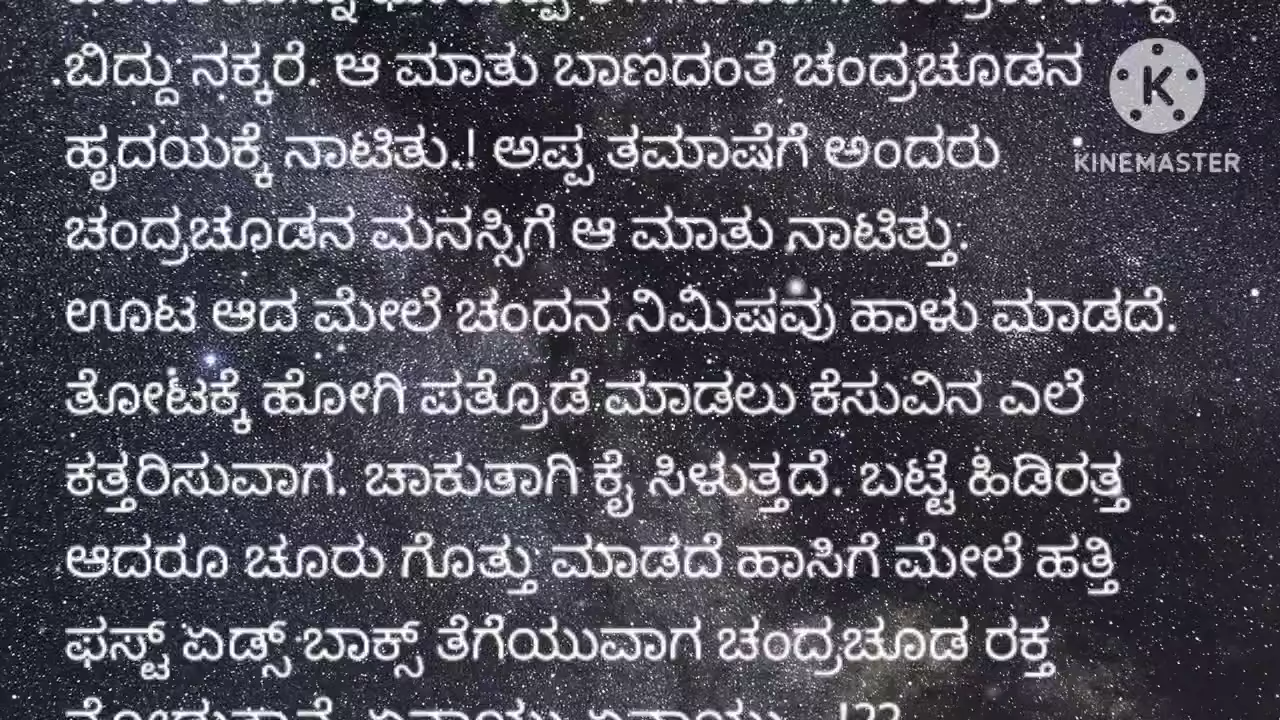 ಬಿದ್ದು ನಕ್ಕರೆ. ಆ ಮಾತು ಬಾಣದಂತೆ ಚಂದ್ರಚೂಡನ
ಹೃದಯಕ್ಕೆ ನಾಟಿತು.! ಅಪ್ಪ ತಮಾಷೆಗೆ ಅಂದರು
ಚಂದ್ರಚೂಡನ ಮನಸ್ಸಿಗೆ ಆ ಮಾತು ನಾಟಿತ್ತು.
ಊಟ ಆದ ಮೇಲೆ ಚಂದನ ನಿಮಿಷವು ಹಾಳು ಮಾಡದೆ.
ತೋಟಕ್ಕೆ ಹೋಗಿ ಪತ್ರೊಡೆ ಮಾಡಲು ಕೆಸುವಿನ ಎಲೆ
ಕತ್ತರಿಸುವಾಗ. ಚಾಕುತಾಗಿ ಕೈ ಸಿಳುತ್ತದೆ. ಬಟ್ಟೆ ಹಿಡಿರತ್ತ
ಆದರೂ ಚೂರು ಗೊತ್ತು ಮಾಡದೆ ಹಾಸಿಗೆ ಮೇಲೆ ಹತ್ತಿ
ಫಸ್ಟ್ ಏಡ್ಸ್ ಬಾಕ್ಸ್ ತೆಗೆಯುವಾಗ ಚಂದ್ರಚೂಡ ರಕ್ತ
KINEMASTER